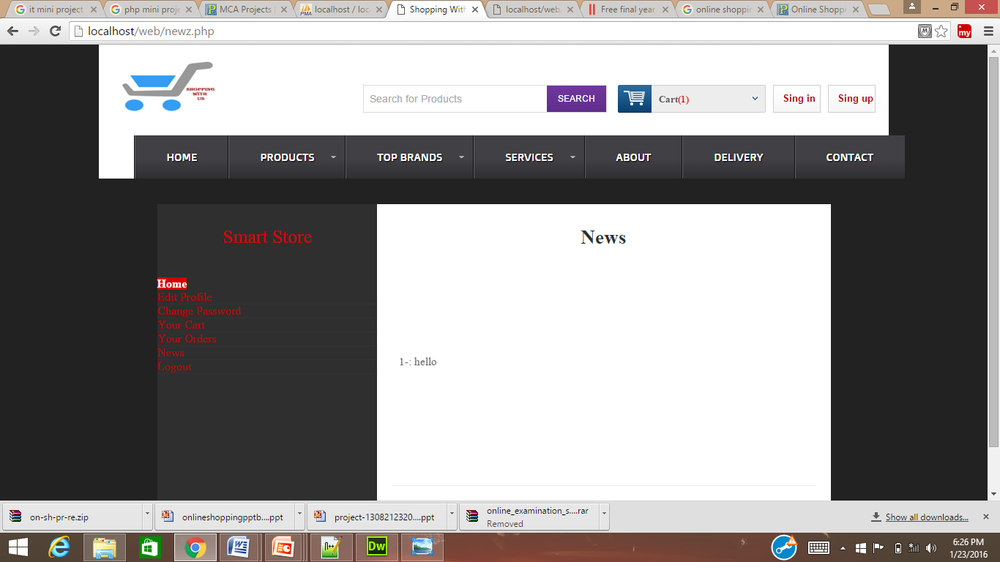 it mini project
php mini proje
MCA Projects
localhost / loc
Shopping With
localhost/web
Free final year
online shoppin
Online Shoppi
localhost/web/newz.php
my
SHOPPING
WITH
US
Search for Products
SEARCH
Cart(1)
Sing in
Sing up
HOME
PRODUCTS
TOP BRANDS
SERVICES
ABOUT
DELIVERY
CONTACT
Smart Store
News
Home
Edit Profile
Change Password
Your Cart
Your Orders
News
Logout
1-: hello
on-sh-pr-re.zip
onlineshoppingpptb....ppt
project-1308212320....ppt
online_examination_s....rar
Removed
Show all downloads...
Dw
6:26 PM
1/23/2016